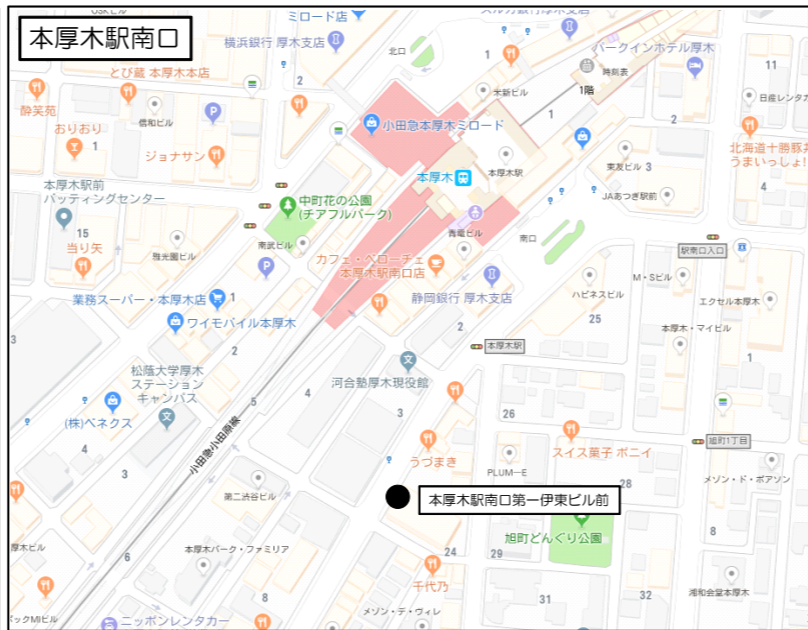 本厚木駅南口
ミロード店
横浜銀行 厚木支店
北口
とび蔵 本厚木本店
酔笑苑
信和ビル
おりおり
ジョナサン
小田急本厚木ミロード
米新ビル
時刻表
1階
パークインホテル厚木
日産レンタカ
北海道十勝豚丼
うまいっしょ!
東友ビル
JAあつぎ駅前
本厚木
本厚木駅
本厚木駅前
バッティングセンター
中町花の公園
(チアフルパーク)
当り矢
雅光園ビル
南武ビル
青電ビル
南口
カフェ・ベローチェ
本厚木駅南口店
静岡銀行 厚木支店
駅南口入口
M・Sビル
ハピネスビル
エクセル本厚木
業務スーパー・本厚木店
ワイモバイル本厚木
本厚木・マイビル
本厚木駅
松蔭大学厚木
ステーション
キャンパス
河合塾厚木現役館
(株)ベネクス
小田急小田原線
うづまき
スイス菓子 ポニイ
旭町1丁目
PLUM-E
メゾン・ド・ボアソン
第二渋谷ビル
本厚木駅南口第一伊東ビル前
旭町どんぐり公園
厚木ビル
本厚木パーク・ファミリア
千代乃
湘和会堂本厚木
ックMIビル
ニッポンレンタカー
メゾン・テ・ヴィレ
1
2
11
2
1
3
15
1
2
3
25
2
1
5
4
3
26
4
3
28
8
6
24
29
8
31
32